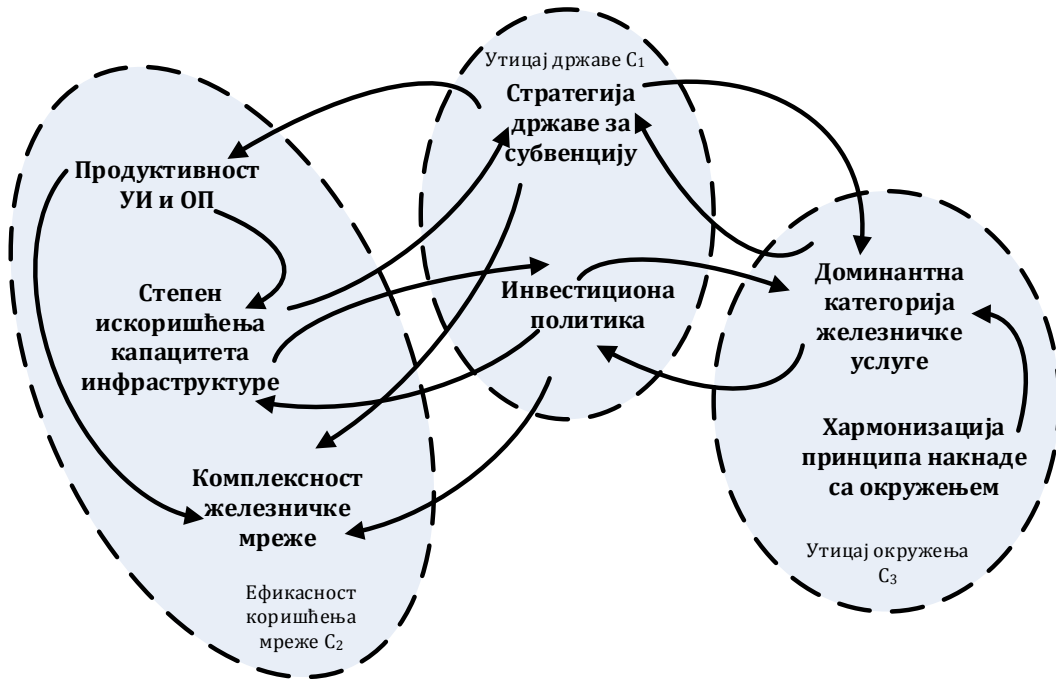 Утицај државе C₁
Стратегија
државе за
субвенцију
Инвестициона
политика
Продуктивност
УИ и ОП
Степен
искоришћења
капацитета
инфраструктуре
Комплексност
железничке
мреже
Ефикасност
коришћења
мреже C₂
Доминантна
категорија
железничке
услуге
Хармонизација
принципа накнаде
са окружењем
Утицај окружења
C₃